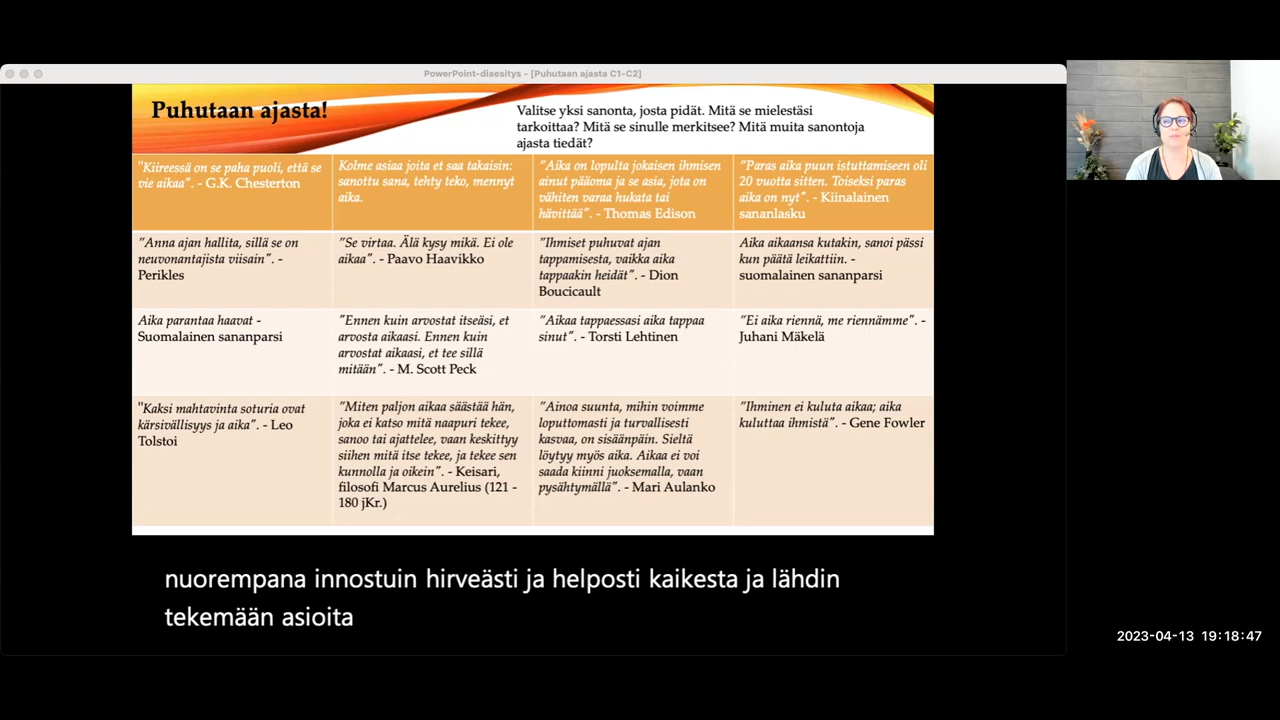 PowerPoint-diaesitys - [Puhutaan ajasta C1-C2]
Puhutaan ajasta!
Valitse yksi sanonta, josta pidät. Mitä se mielestäsi
tarkoittaa? Mitä se sinulle merkitsee? Mitä muita sanontoja
ajasta tiedät?
"Kiireessä on se paha puoli, että se
vie aikaa". - G.K. Chesterton
Kolme asiaa joita et saa takaisin:
sanottu sana, tehty teko, mennyt
aika.
"Aika on lopulta jokaisen ihmisen
ainut pääoma ja se asia, jota on
vähiten varaa hukata tai
hävittää". - Thomas Edison
"Paras aika puun istuttamiseen oli
20 vuotta sitten. Toiseksi paras
aika on nyt". - Kiinalainen
sananlasku
"Anna ajan hallita, sillä se on
neuvonantajista viisain". -
Perikles
"Se virtaa. Älä kysy mikä. Ei ole
aikaa". - Paavo Haavikko
"Ihmiset puhuvat ajan
tappamisesta, vaikka aika
tappaakin heidät". - Dion
Boucicault
Aika aikaansa kutakin, sanoi pässi
kun päätä leikattiin. -
suomalainen sananparsi
Aika parantaa haavat -
Suomalainen sananparsi
"Ennen kuin arvostat itseäsi, et
arvosta aikaasi. Ennen kuin
arvostat aikaasi, et tee sillä
mitään". - M. Scott Peck
"Aikaa tappaessasi aika tappaa
sinut". - Torsti Lehtinen
"Ei aika riennä, me riennämme". -
Juhani Mäkelä
"Kaksi mahtavinta soturia ovat
kärsivällisyys ja aika". - Leo
Tolstoi
"Miten paljon aikaa säästää hän,
joka ei katso mitä naapuri tekee,
sanoo tai ajattelee, vaan keskittyy
siihen mitä itse tekee, ja tekee sen
kunnolla ja oikein". - Keisari,
filosofi Marcus Aurelius (121 -
180 jKr.)
"Ainoa suunta, mihin voimme
loputtomasti ja turvallisesti
kasvaa, on sisäänpäin. Sieltä
löytyy myös aika. Aikaa ei voi
saada kiinni juoksemalla, vaan
pysähtymällä". - Mari Aulanko
"Ihminen ei kuluta aikaa; aika
kuluttaa ihmistä". - Gene Fowler
nuorempana innostuin hirveästi ja helposti kaikesta ja lähdin
tekemään asioita
2023-04-13 19:18:47